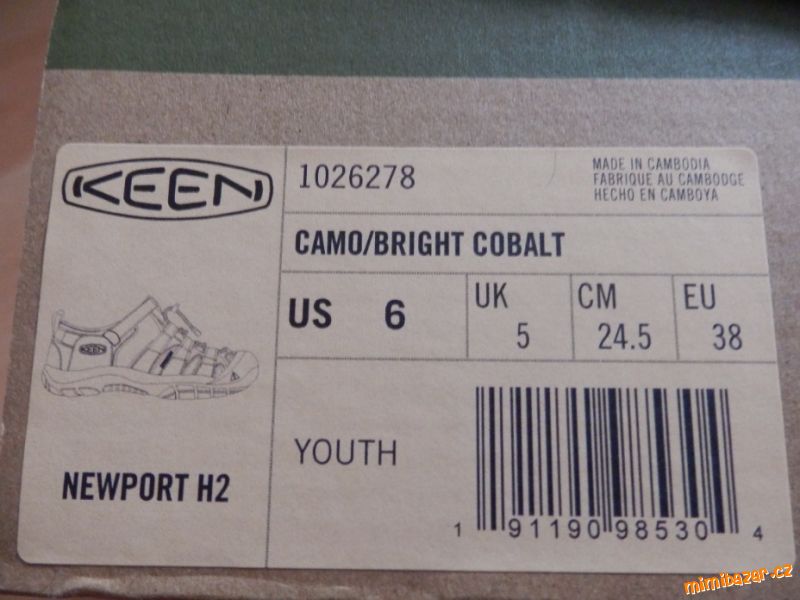 KEEN
1026278
MADE IN CAMBODIA
FABRIQUE AU CAMBODGE
HECHO EN CAMBOYA
CAMO/BRIGHT COBALT
US 6
UK 5
CM 24.5
EU 38
KEEN
NEWPORT H2
YOUTH
1 91190 98530 4
mimibazar.cz